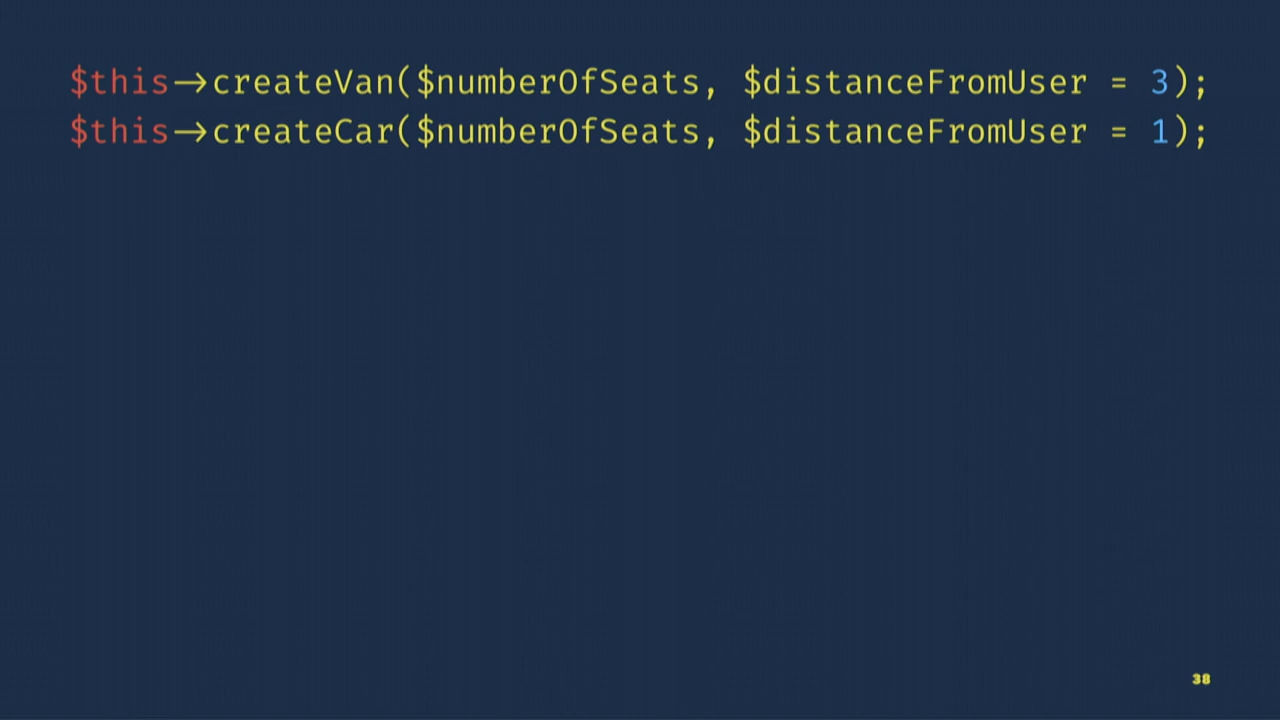 $this->createVan($numberOfSeats, $distanceFromUser = 3);
$this->createCar($numberOfSeats, $distanceFromUser = 1);
38